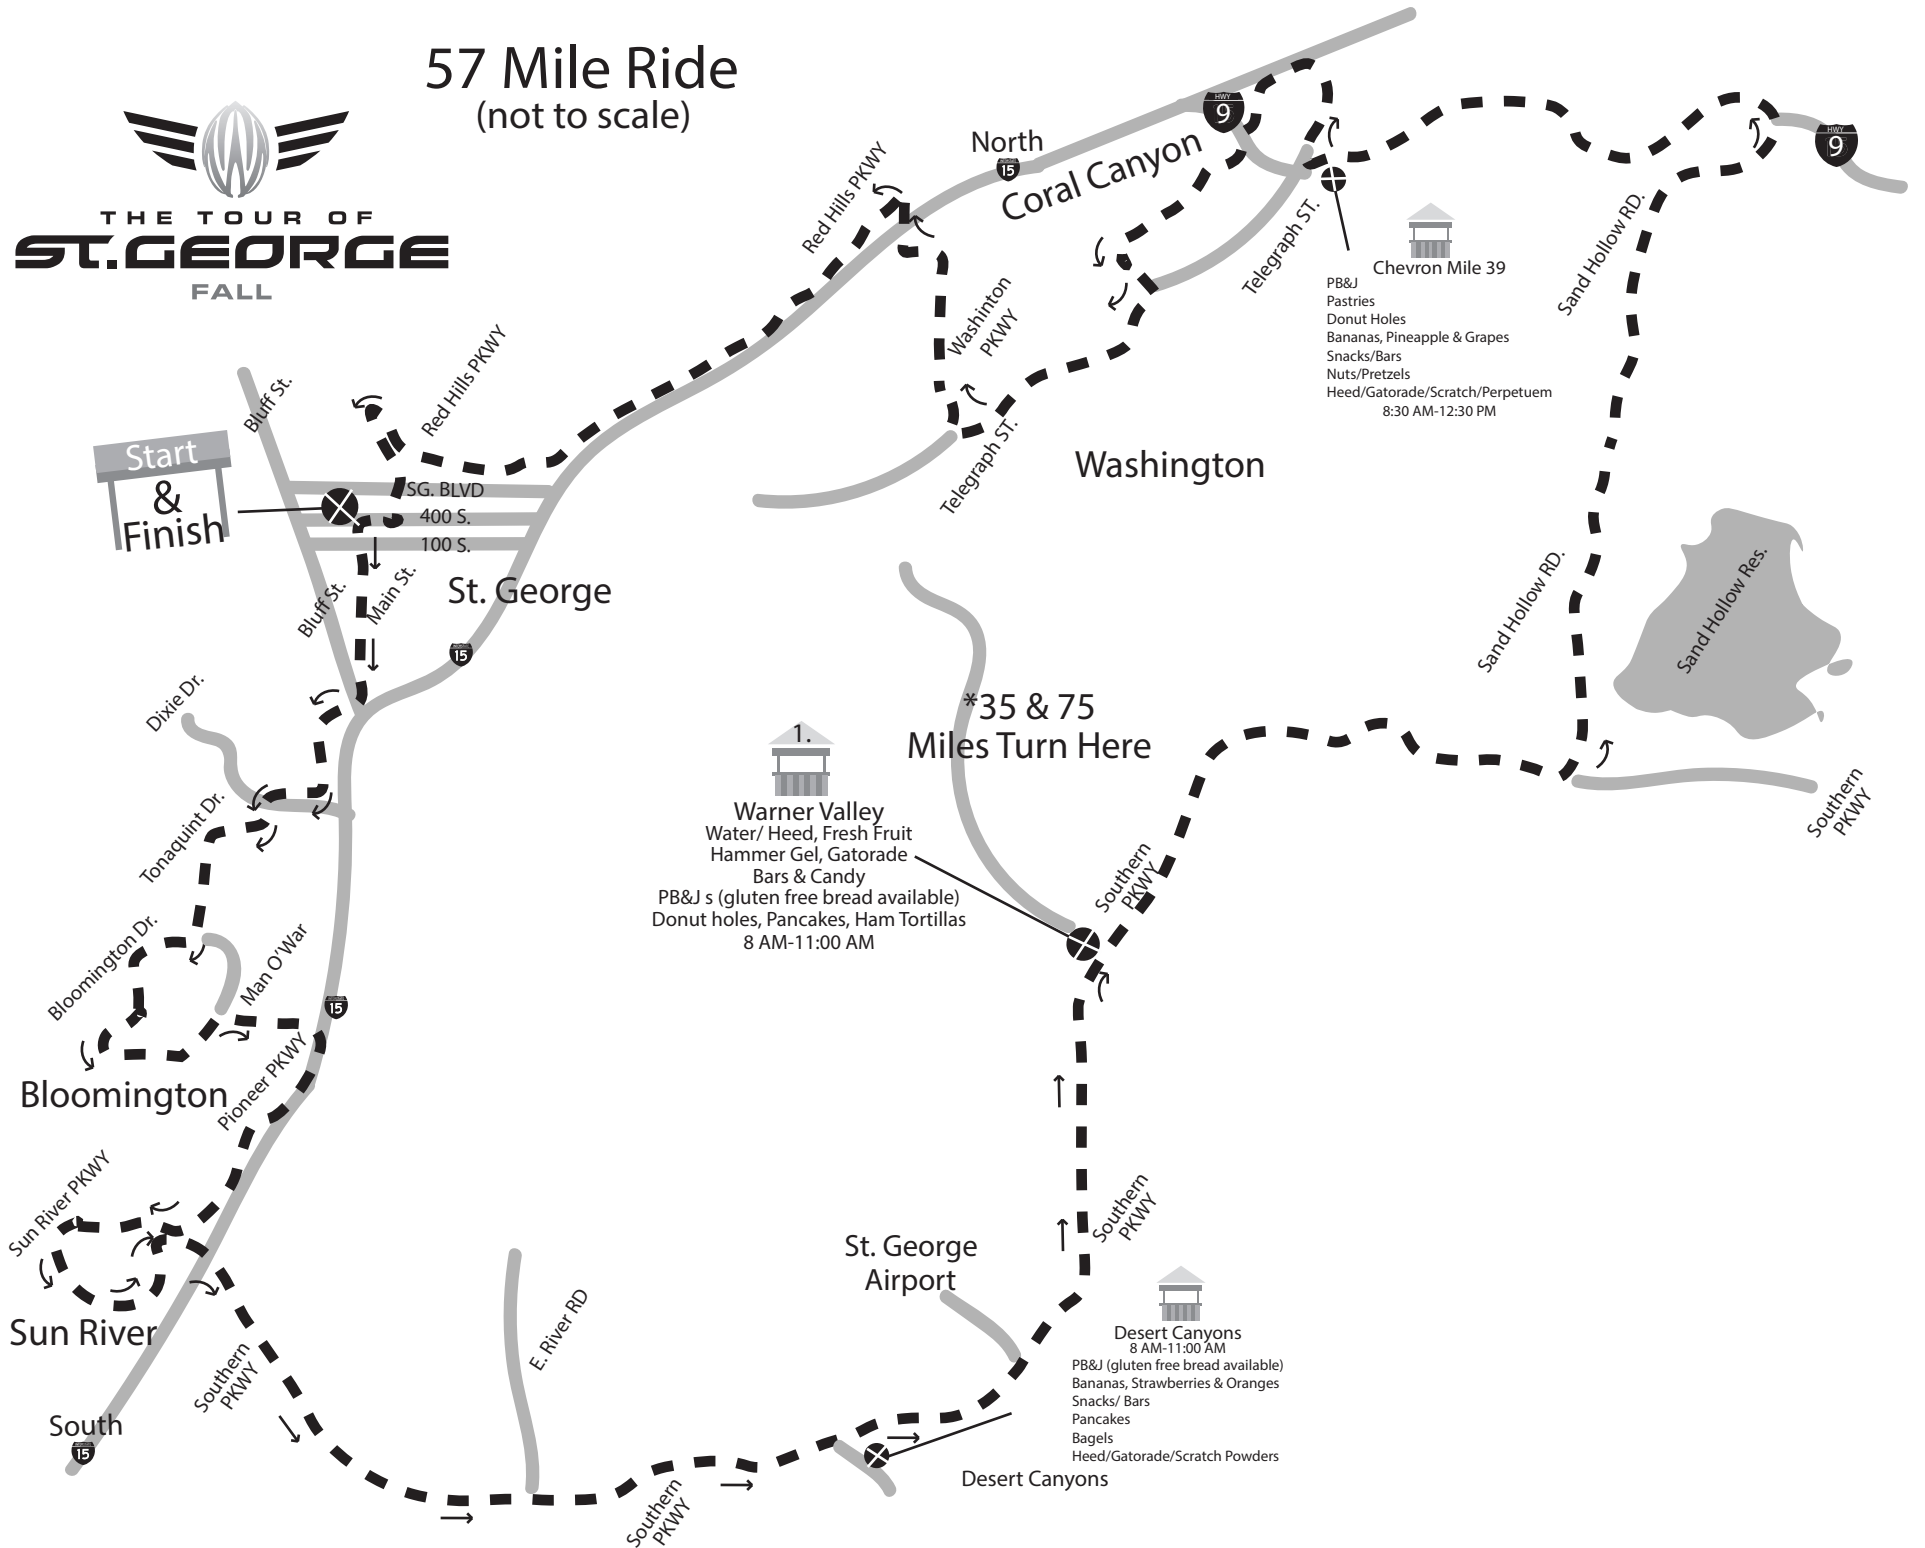 57 Mile Ride
(not to scale)
THE TOUR OF
ST.GEORGE
FALL
North
15
Coral Canyon
HWY
9
HWY
9
Red Hills PKWY
Telegraph ST.
Sand Hollow RD.
Chevron Mile 39
PB&J
Pastries
Donut Holes
Bananas, Pineapple & Grapes
Snacks/Bars
Nuts/Pretzels
Heed/Gatorade/Scratch/Perpetuem
8:30 AM-12:30 PM
Washinton
PKWY
Red Hills PKWY
Bluff St.
Start
&
Finish
SG. BLVD
400 S.
100 S.
Telegraph ST.
Washington
St. George
Bluff St.
Main St.
15
Sand Hollow RD.
Sand Hollow Res.
Dixie Dr.
*35 & 75
Miles Turn Here
1.
Warner Valley
Water/ Heed, Fresh Fruit
Hammer Gel, Gatorade
Bars & Candy
PB&J s (gluten free bread available)
Donut holes, Pancakes, Ham Tortillas
8 AM-11:00 AM
Southern
PKWY
Southern
PKWY
Tonaquint Dr.
Bloomington Dr.
Man O'War
15
Bloomington
Pioneer PKWY
Sun River PKWY
Sun River
Southern
PKWY
South
15
E. River RD
St. George
Airport
Southern
PKWY
Desert Canyons
8 AM-11:00 AM
PB&J (gluten free bread available)
Bananas, Strawberries & Oranges
Snacks/ Bars
Pancakes
Bagels
Heed/Gatorade/Scratch Powders
Desert Canyons
Southern
PKWY